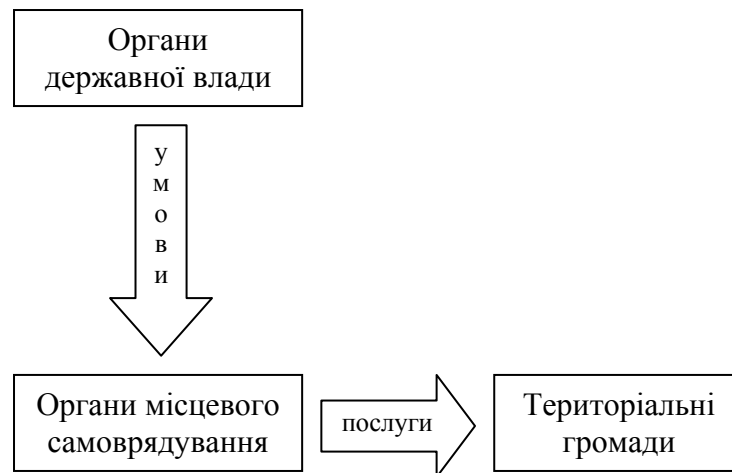 Органи
державної влади
у
м
о
в
и
Органи місцевого
самоврядування
послуги
Територіальні
громади